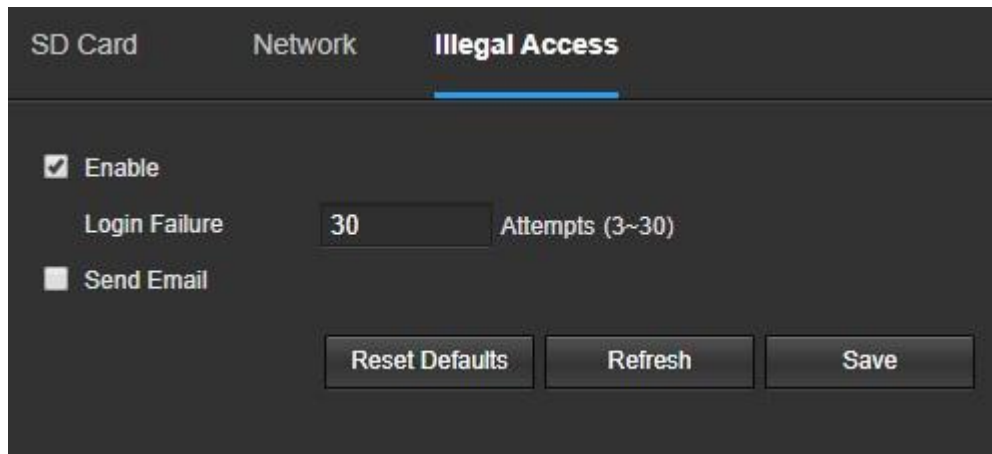 SD Card Network Illegal Access
Enable
Login Failure 30 Attempts (3~30)
Send Email
Reset Defaults Refresh Save